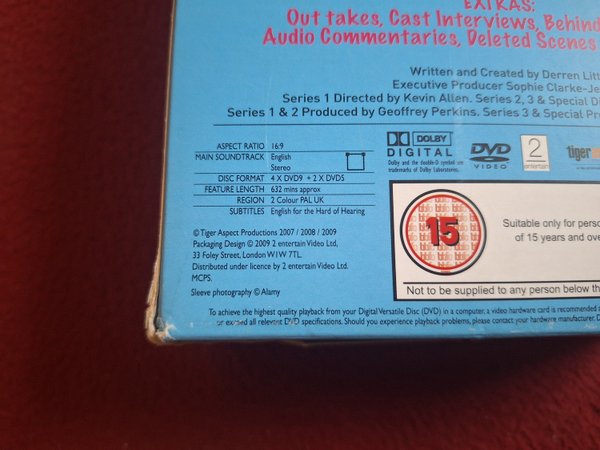 EXTRAS:
Out takes, Cast Interviews, Behind
Audio Commentaries, Deleted Scenes
Written and Created by Derren Litt
Executive Producer Sophie Clarke-Je
Series 1 Directed by Kevin Allen. Series 2, 3 & Special Di
Series 1 & 2 Produced by Geoffrey Perkins. Series 3 & Special Pro
ASPECT RATIO 16:9
MAIN SOUNDTRACK English
Stereo
DISC FORMAT 4 X DVD9 + 2 X DVD5
FEATURE LENGTH 632 mins approx
REGION 2 Colour PAL UK
SUBTITLES English for the Hard of Hearing
DOLBY
DIGITAL
Dolby and the double-D symbol are
trademarks of Dolby Laboratories.
DVD
VIDEO
2
entertain
tiger
© Tiger Aspect Productions 2007 / 2008 / 2009
Packaging Design © 2009 2 entertain Video Ltd,
33 Foley Street, London W1W 7TL.
Distributed under licence by 2 entertain Video Ltd.
MCPS.
Sleeve photography © Alamy
15
Suitable only for perso
of 15 years and ove
Not to be supplied to any person below tha
To achieve the highest quality playback from your Digital Versatile Disc (DVD) in a computer, a video hardware card is recommended
or exceed all relevant DVD specifications. Should you experience playback problems, please contact your hardware manufacturer. D